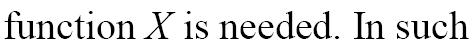 function X is needed. In such